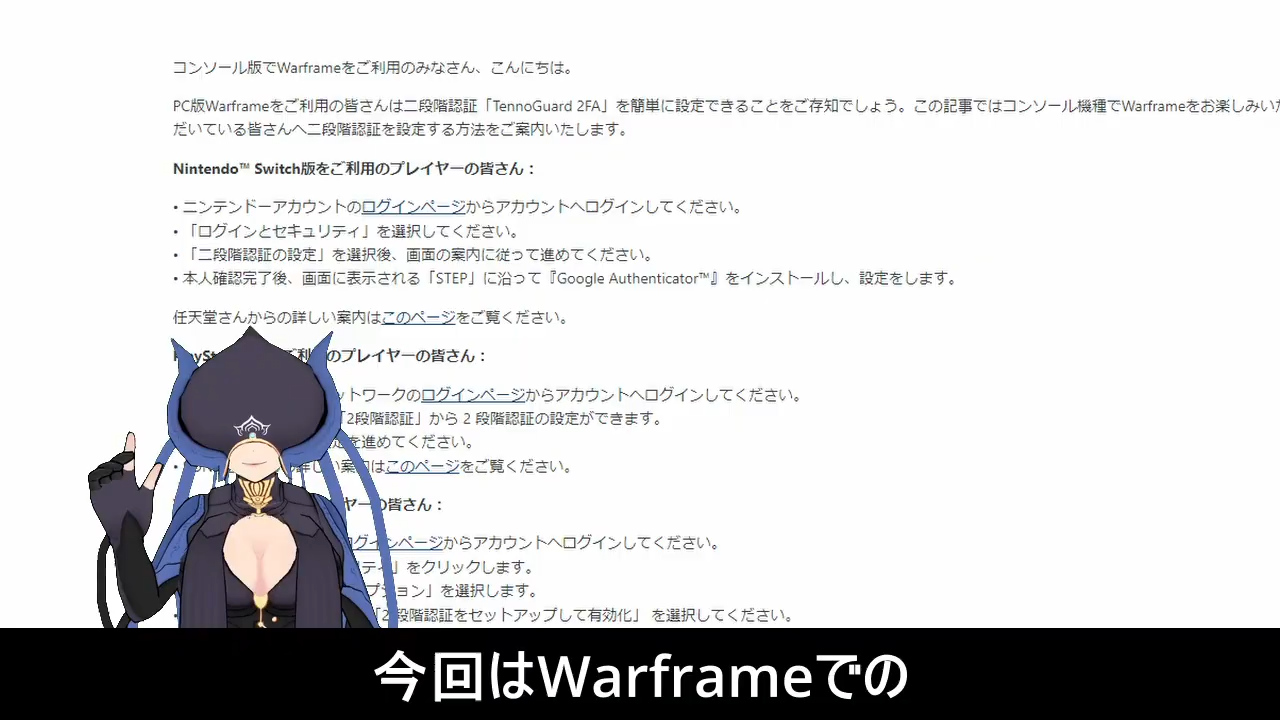 コンソール版でWarframeをご利用のみなさん、こんにちは。
PC版Warframeをご利用の皆さんは二段階認証「TennoGuard 2FA」を簡単に設定できることをご存知でしょう。この記事ではコンソール機種でWarframeをお楽しみいた
だいている皆さんへ二段階認証を設定する方法をご案内いたします。
Nintendo™ Switch版をご利用のプレイヤーの皆さん：
• ニンテンドーアカウントのログインページからアカウントへログインしてください。
• 「ログインとセキュリティ」を選択してください。
• 「二段階認証の設定」を選択後、画面の案内に従って進めてください。
• 本人確認完了後、画面に表示される「STEP」に沿って『Google Authenticator™』をインストールし、設定をします。
任天堂さんからの詳しい案内はこのページをご覧ください。
のプレイヤーの皆さん：
ットワークのログインページからアカウントへログインしてください。
「2段階認証」から 2 段階認証の設定ができます。
を進めてください。
詳しい案内はこのページをご覧ください。
ヤーの皆さん：
ログインページからアカウントへログインしてください。
ティ」をクリックします。
プション」を選択します。
「2段階認証をセットアップして有効化」 を選択してください。
今回はWarframeでの